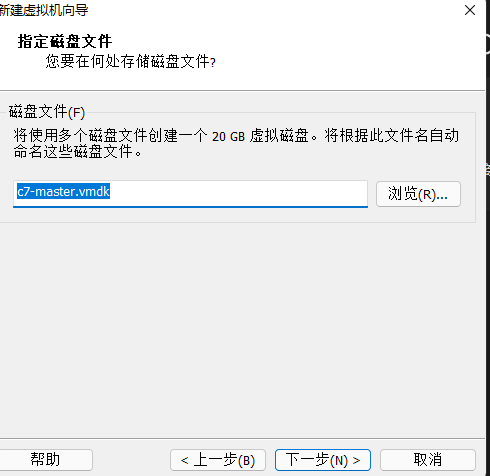 新建虚拟机向导
指定磁盘文件
您要在何处存储磁盘文件?
磁盘文件(F)
将使用多个磁盘文件创建一个 20 GB 虚拟磁盘。将根据此文件名自动
命名这些磁盘文件。
c7-master.vmdk
浏览(R)...
帮助
< 上一步(B)
下一步(N) >
取消